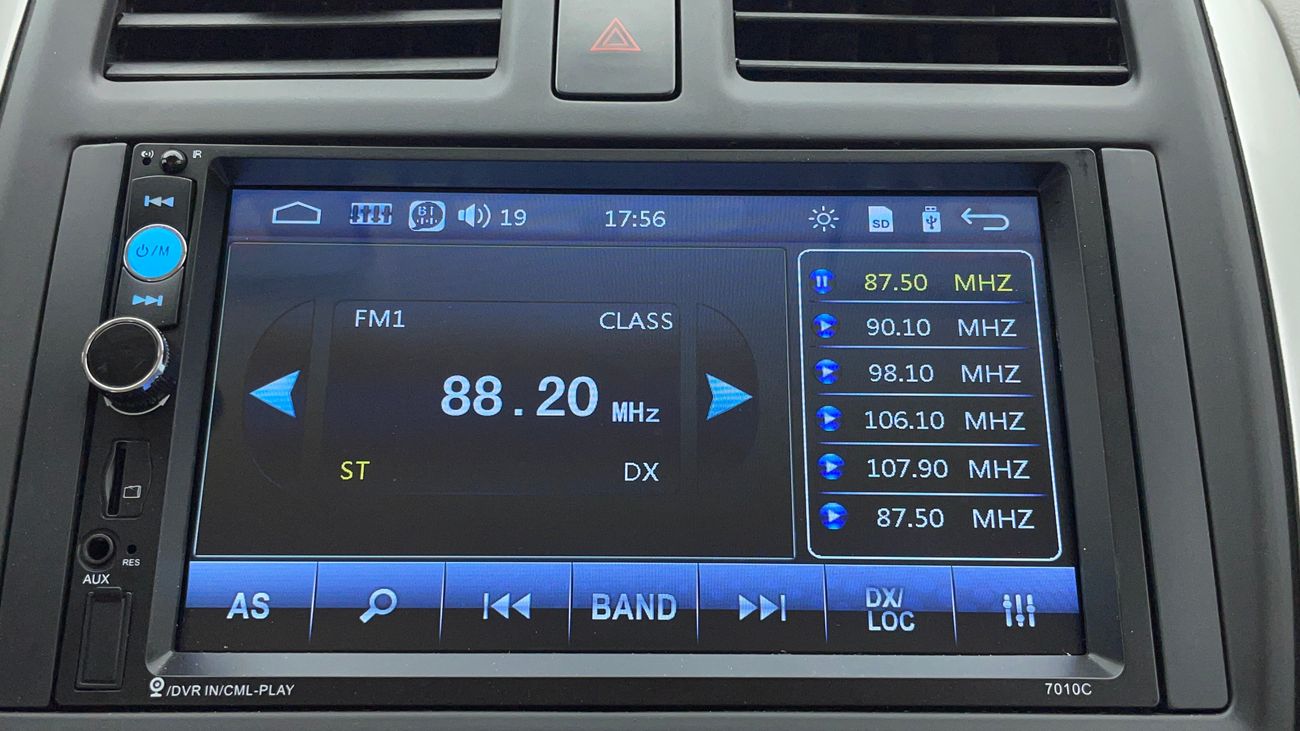 IR
19
17:56
SD
BT
⏻/M
FM1
CLASS
88.20 MHz
ST
DX
87.50 MHZ
90.10 MHZ
98.10 MHZ
106.10 MHZ
107.90 MHZ
87.50 MHZ
RES
AUX
AS
BAND
DX/
LOC
/DVR IN/CML-PLAY
7010C